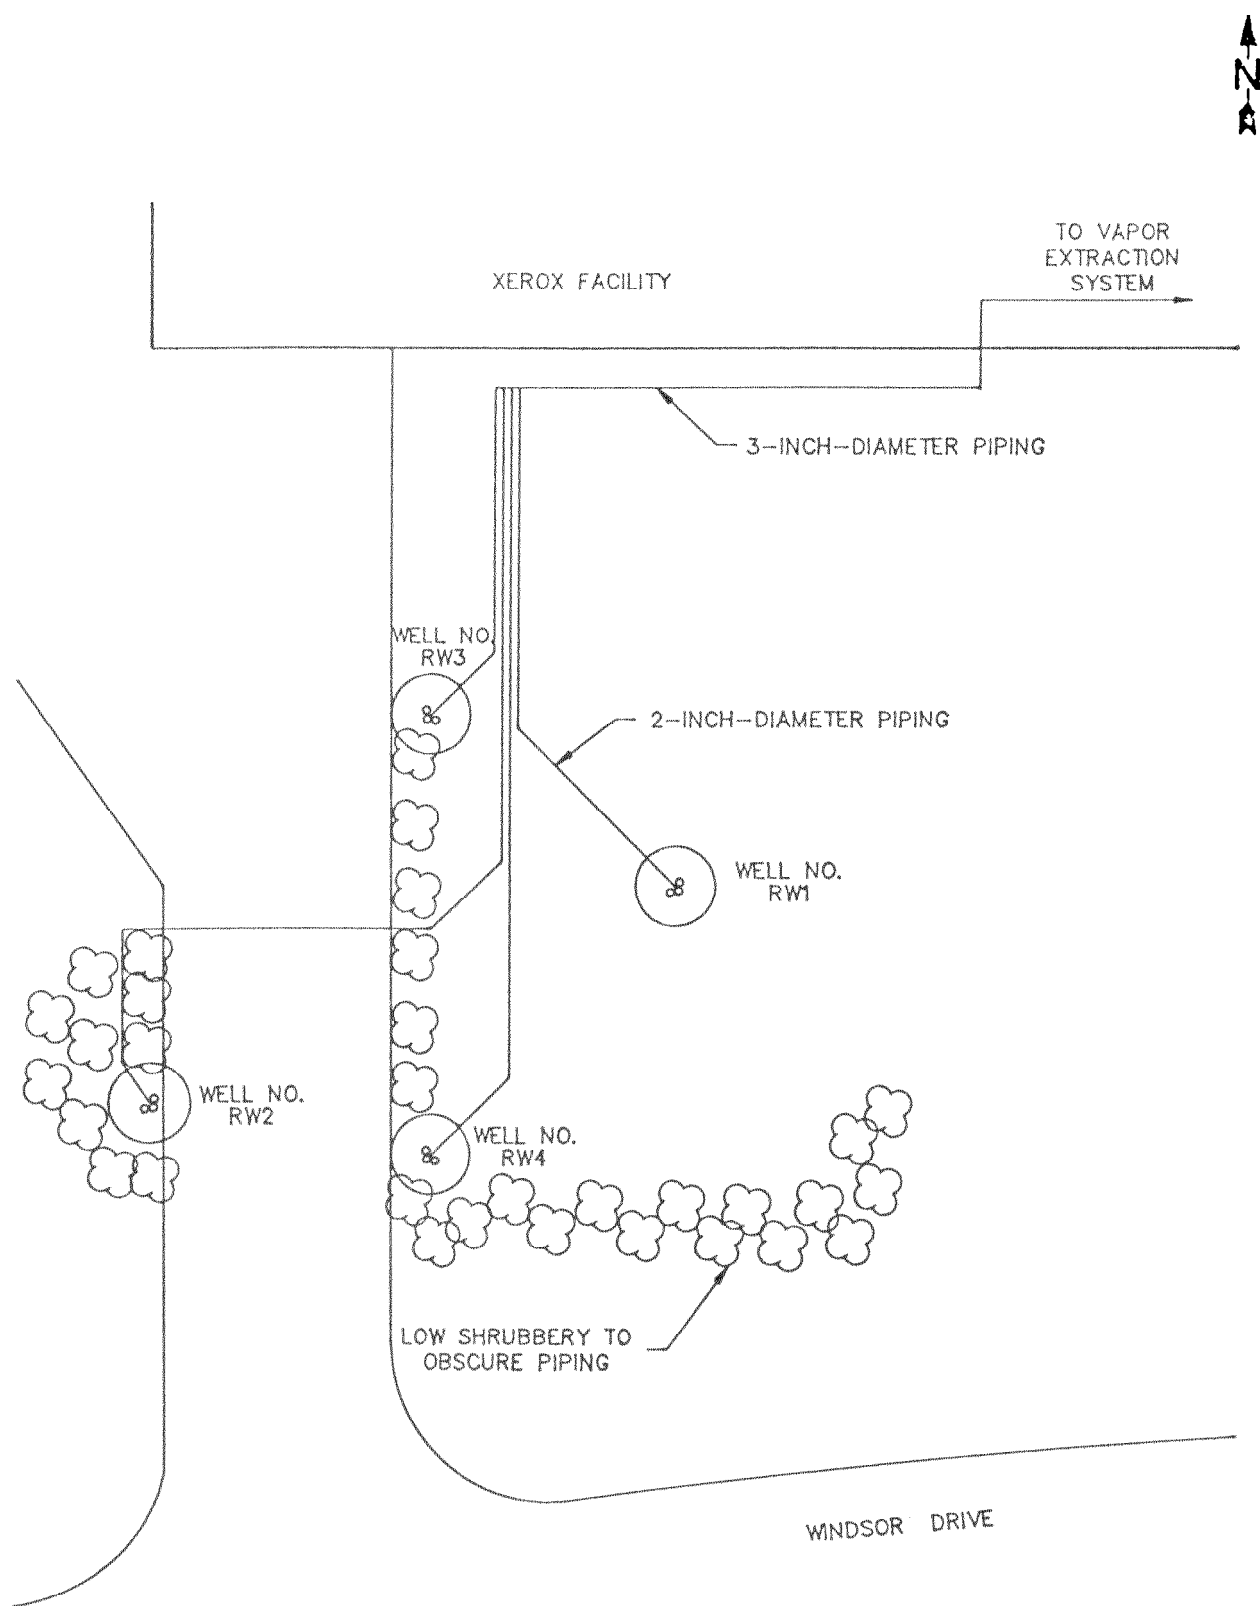 N
TO VAPOR
EXTRACTION
SYSTEM
XEROX FACILITY
3-INCH-DIAMETER PIPING
WELL NO.
RW3
2-INCH-DIAMETER PIPING
WELL NO.
RW1
WELL NO.
RW2
WELL NO.
RW4
LOW SHRUBBERY TO
OBSCURE PIPING
WINDSOR DRIVE